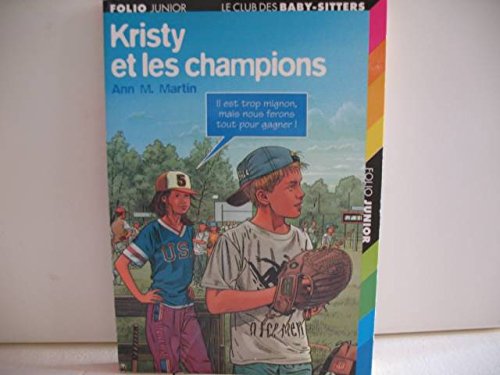 FOLIO JUNIOR
LE CLUB DES BABY-SITTERS
Kristy
et les champions
Ann M. Martin
Il est trop mignon,
mais nous ferons
tout pour gagner !
FOLIO JUNIOR
S
US